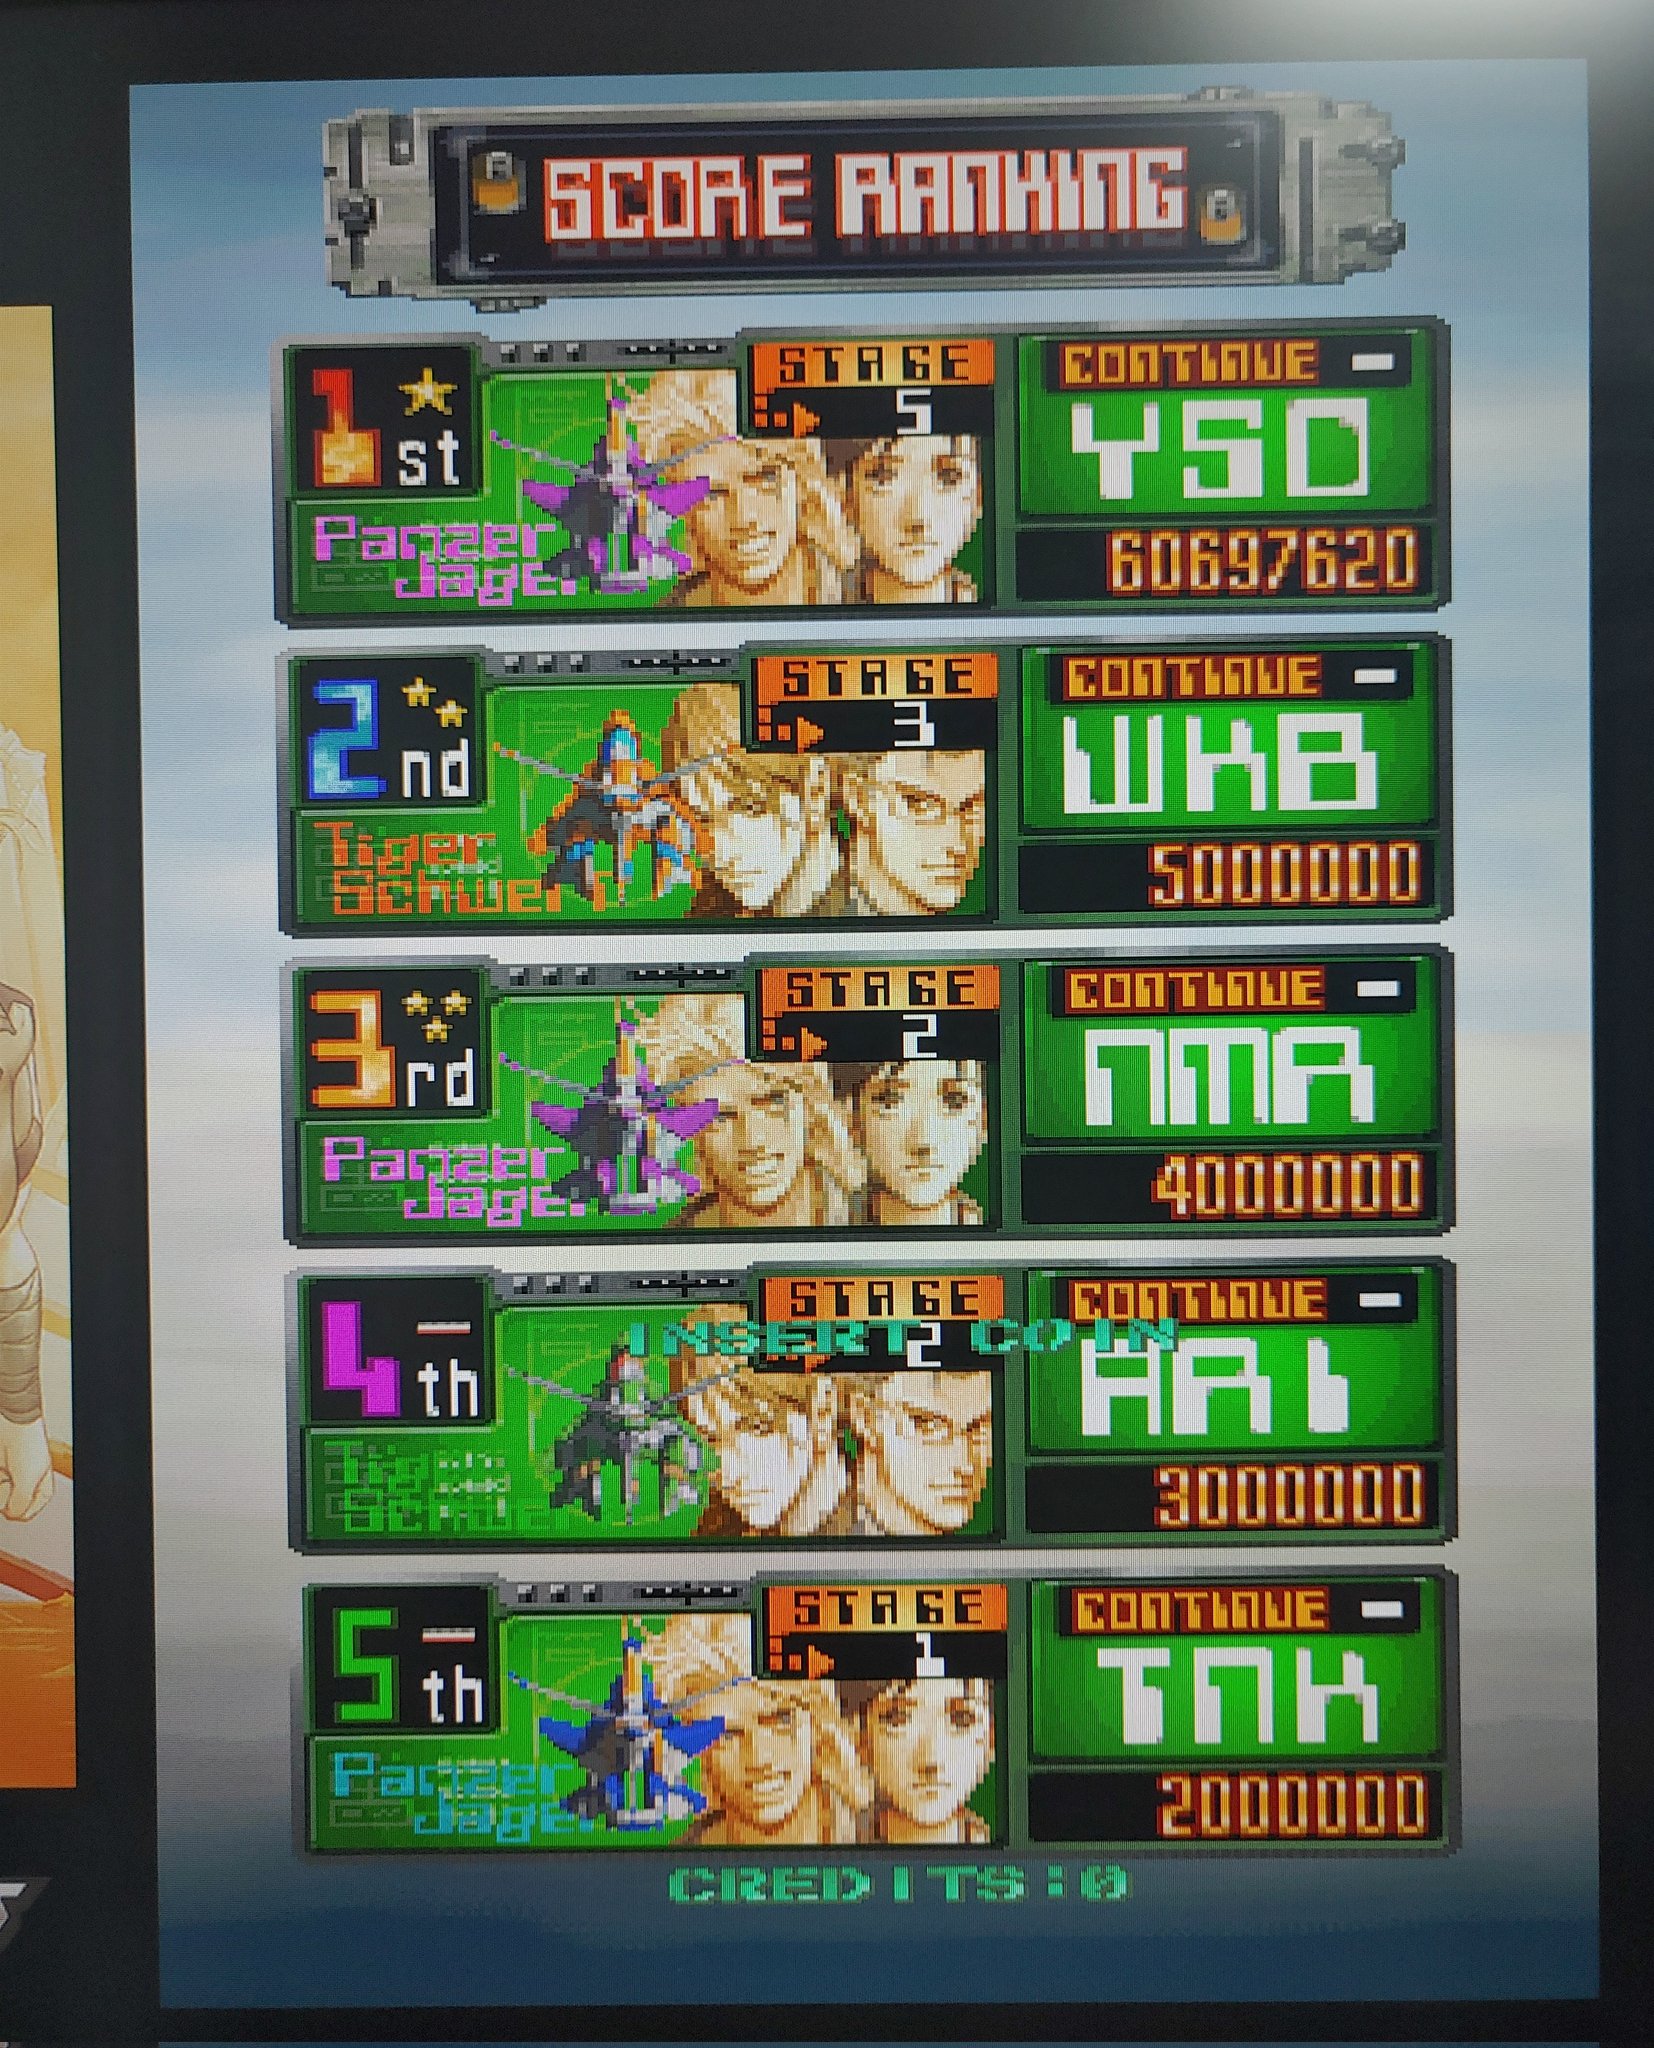 SCORE RANKING
1st
STAGE
5
CONTINUE -
YSD
Panzer
Jage.
60697620
2nd
STAGE
3
CONTINUE -
WKB
Tiger
Schwert
5000000
3rd
STAGE
2
CONTINUE -
NMR
Panzer
Jage.
4000000
4th
STAGE
2
CONTINUE -
INSERT COIN
ARI
3000000
5th
STAGE
1
CONTINUE -
TNK
Panzer
Jage.
2000000
CREDITS:0